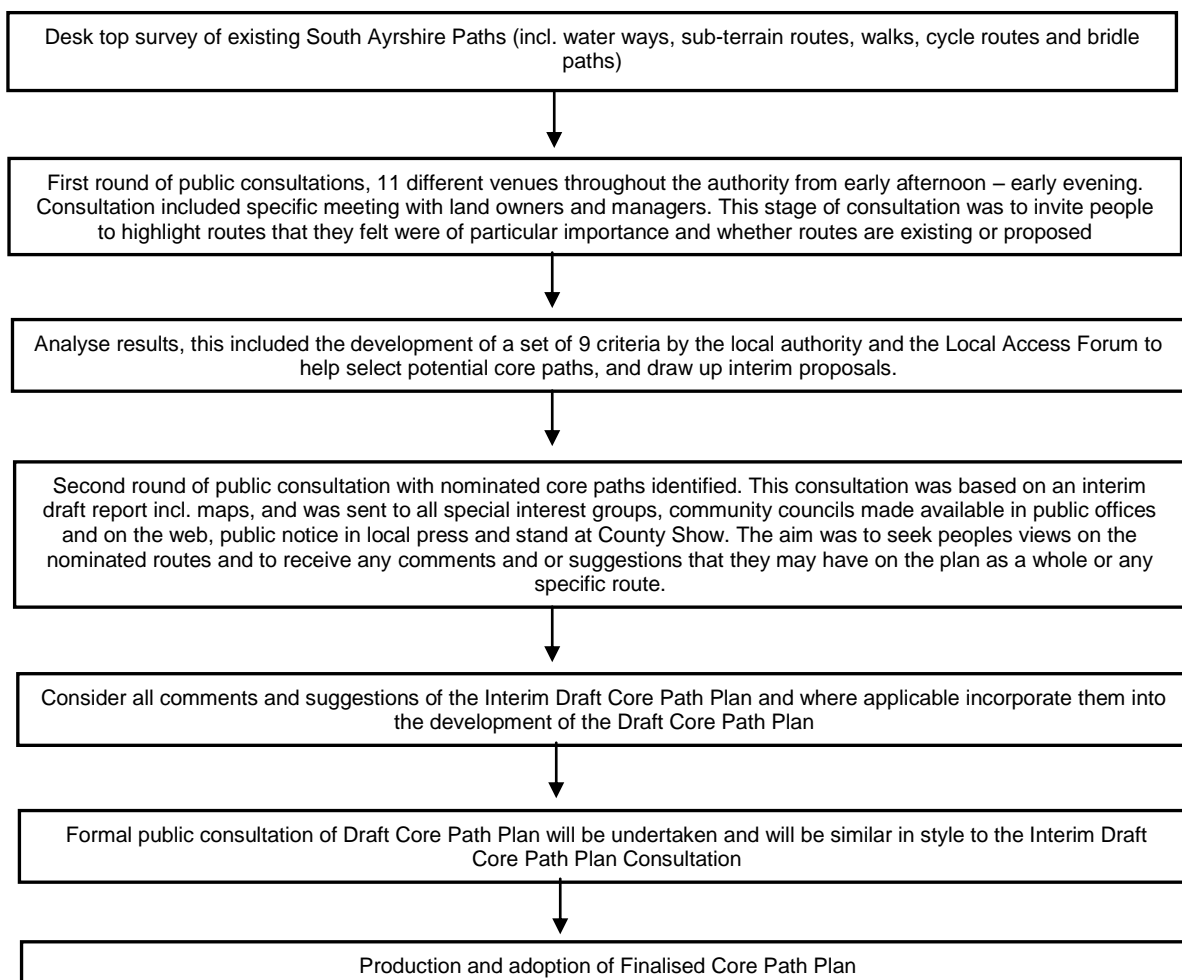 Desk top survey of existing South Ayrshire Paths (incl. water ways, sub-terrain routes, walks, cycle routes and bridle
paths)
First round of public consultations, 11 different venues throughout the authority from early afternoon – early evening.
Consultation included specific meeting with land owners and managers. This stage of consultation was to invite people
to highlight routes that they felt were of particular importance and whether routes are existing or proposed
Analyse results, this included the development of a set of 9 criteria by the local authority and the Local Access Forum to
help select potential core paths, and draw up interim proposals.
Second round of public consultation with nominated core paths identified. This consultation was based on an interim
draft report incl. maps, and was sent to all special interest groups, community councils made available in public offices
and on the web, public notice in local press and stand at County Show. The aim was to seek peoples views on the
nominated routes and to receive any comments and or suggestions that they may have on the plan as a whole or any
specific route.
Consider all comments and suggestions of the Interim Draft Core Path Plan and where applicable incorporate them into
the development of the Draft Core Path Plan
Formal public consultation of Draft Core Path Plan will be undertaken and will be similar in style to the Interim Draft
Core Path Plan Consultation
Production and adoption of Finalised Core Path Plan